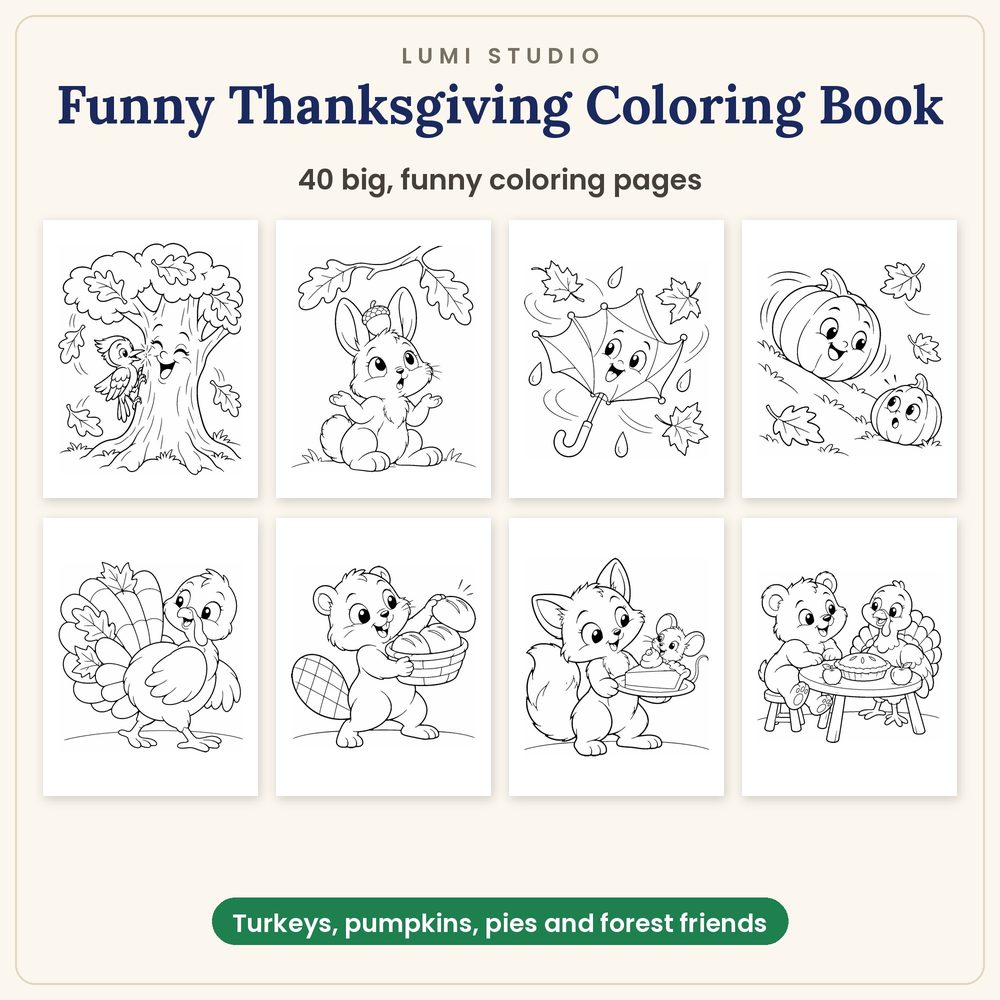 LUMI STUDIO
Funny Thanksgiving Coloring Book
40 big, funny coloring pages
Turkeys, pumpkins, pies and forest friends